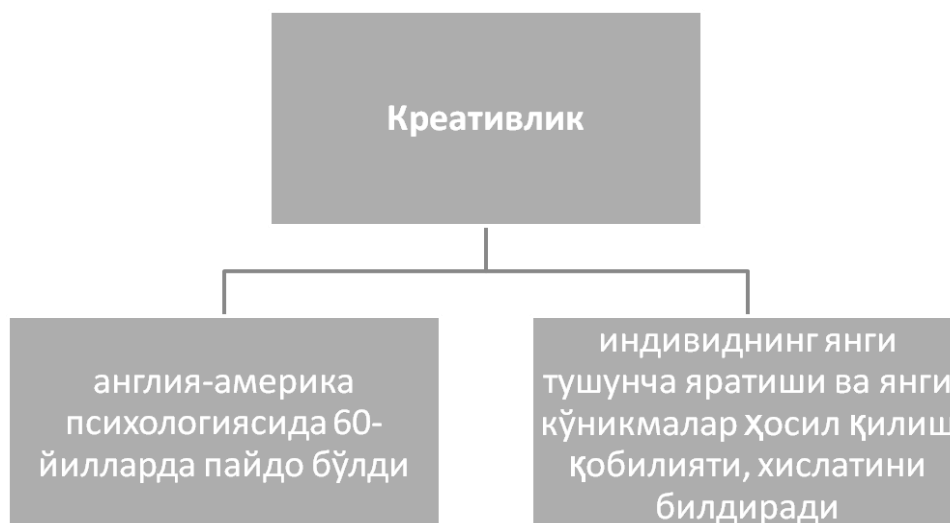 Креативлик
англия-америка
психологиясида 60-
йилларда пайдо бўлди
индивиднинг янги
тушунча яратиши ва янги
кўникмалар ҳосил қилиш
қобилияти, хислатини
билдиради